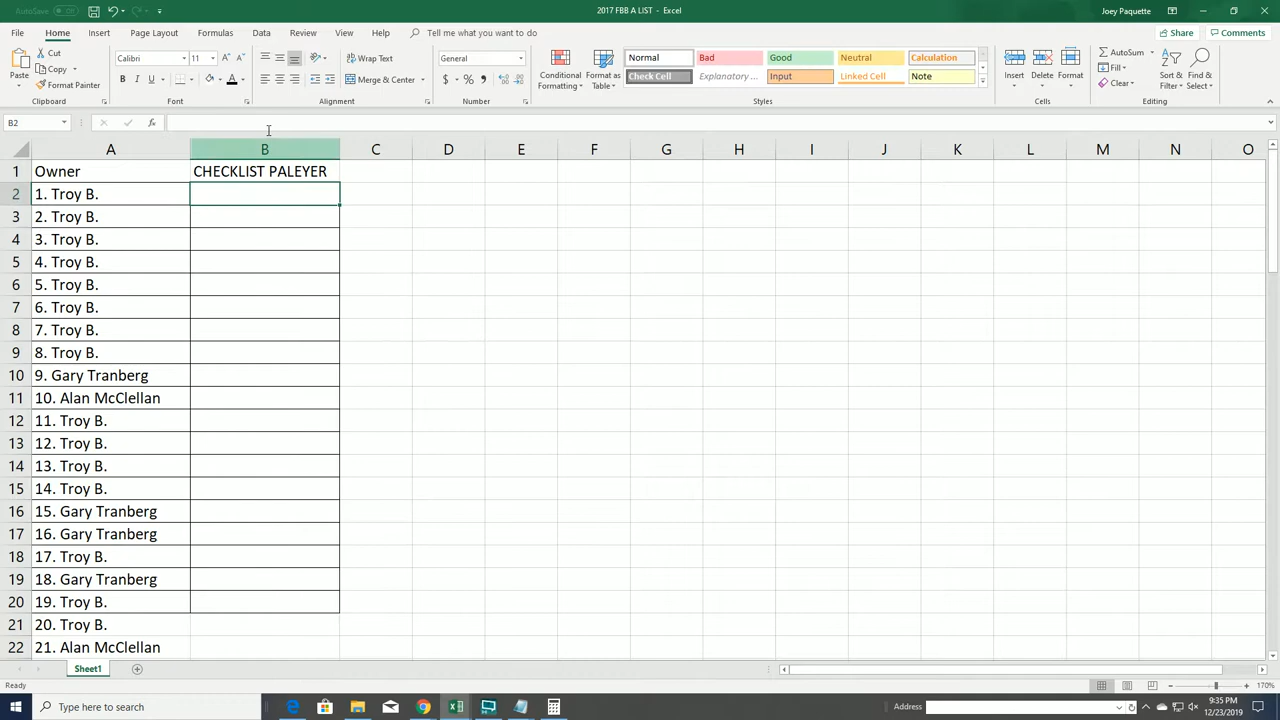 AutoSave Off
2017 FBB A LIST - Excel
Joey Paquette
File Home Insert Page Layout Formulas Data Review View Help Tell me what you want to do
Share Comments
Paste Cut Copy Format Painter
Calibri 11
B I U
Wrap Text
Merge & Center
General
Conditional Formatting
Format as Table
Normal Bad Good Neutral Calculation
Check Cell Explanatory ... Input Linked Cell Note
Insert Delete Format
AutoSum Fill Clear
Sort & Filter
Find & Select
Clipboard Font Alignment Number Styles Cells Editing
B2
A B C D E F G H I J K L M N O
1 Owner CHECKLIST PALEYER
2 1. Troy B.
3 2. Troy B.
4 3. Troy B.
5 4. Troy B.
6 5. Troy B.
7 6. Troy B.
8 7. Troy B.
9 8. Troy B.
10 9. Gary Tranberg
11 10. Alan McClellan
12 11. Troy B.
13 12. Troy B.
14 13. Troy B.
15 14. Troy B.
16 15. Gary Tranberg
17 16. Gary Tranberg
18 17. Troy B.
19 18. Gary Tranberg
20 19. Troy B.
21 20. Troy B.
22 21. Alan McClellan
Sheet1
Ready
170%
Type here to search
Address
9:35 PM
12/23/2019